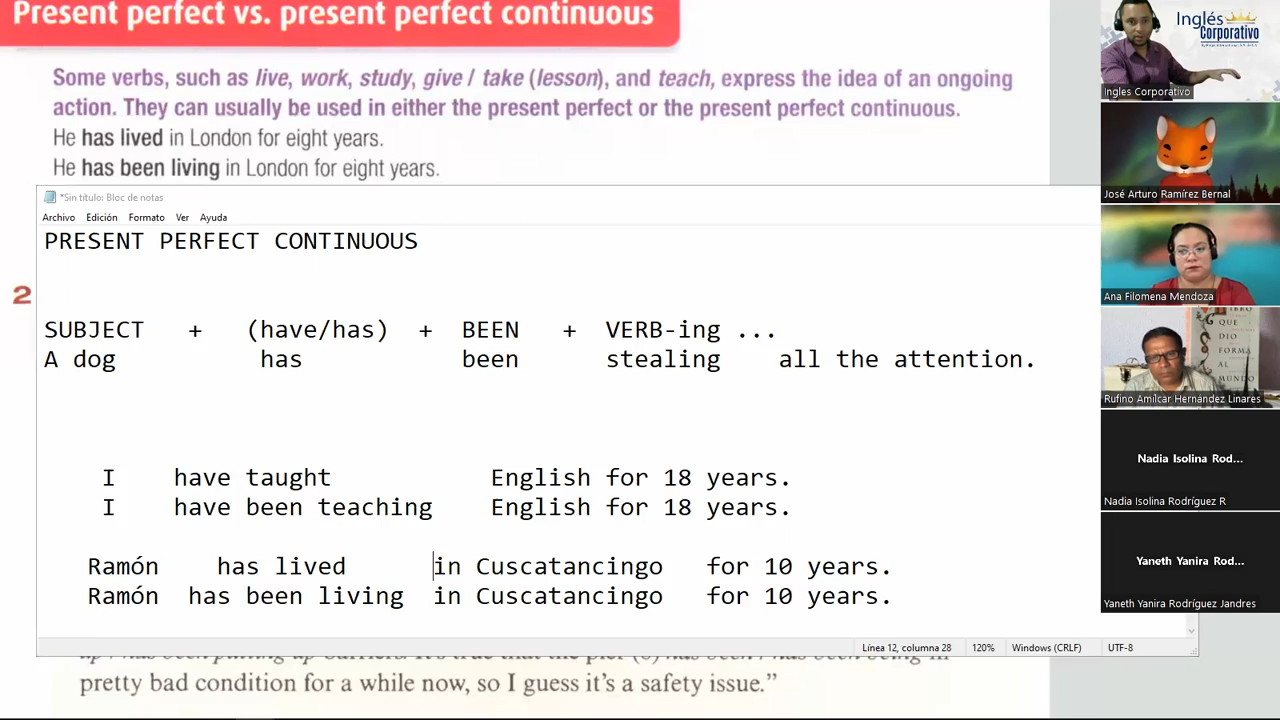 Present perfect vs. present perfect continuous
Some verbs, such as live, work, study, give / take (lesson), and teach, express the idea of an ongoing
action. They can usually be used in either the present perfect or the present perfect continuous.
He has lived in London for eight years.
He has been living in London for eight years.
2
*Sin título: Bloc de notas
Archivo Edición Formato Ver Ayuda
PRESENT PERFECT CONTINUOUS
SUBJECT + (have/has) + BEEN + VERB-ing ...
A dog has been stealing all the attention.
I have taught English for 18 years.
I have been teaching English for 18 years.
Ramón has lived in Cuscatancingo for 10 years.
Ramón has been living in Cuscatancingo for 10 years.
Línea 12, columna 28 120% Windows (CRLF) UTF-8
pretty bad condition for a while now, so I guess it's a safety issue."
Inglés
Corporativo
Ingles Corporativo
José Arturo Ramírez Bernal
Ana Filomena Mendoza
QUE
DIO
FORMA
AL
MUNDO
Rufino Amílcar Hernández Linares
Nadia Isolina Rod...
Nadia Isolina Rodríguez R
Yaneth Yanira Rod...
Yaneth Yanira Rodríguez Jandres